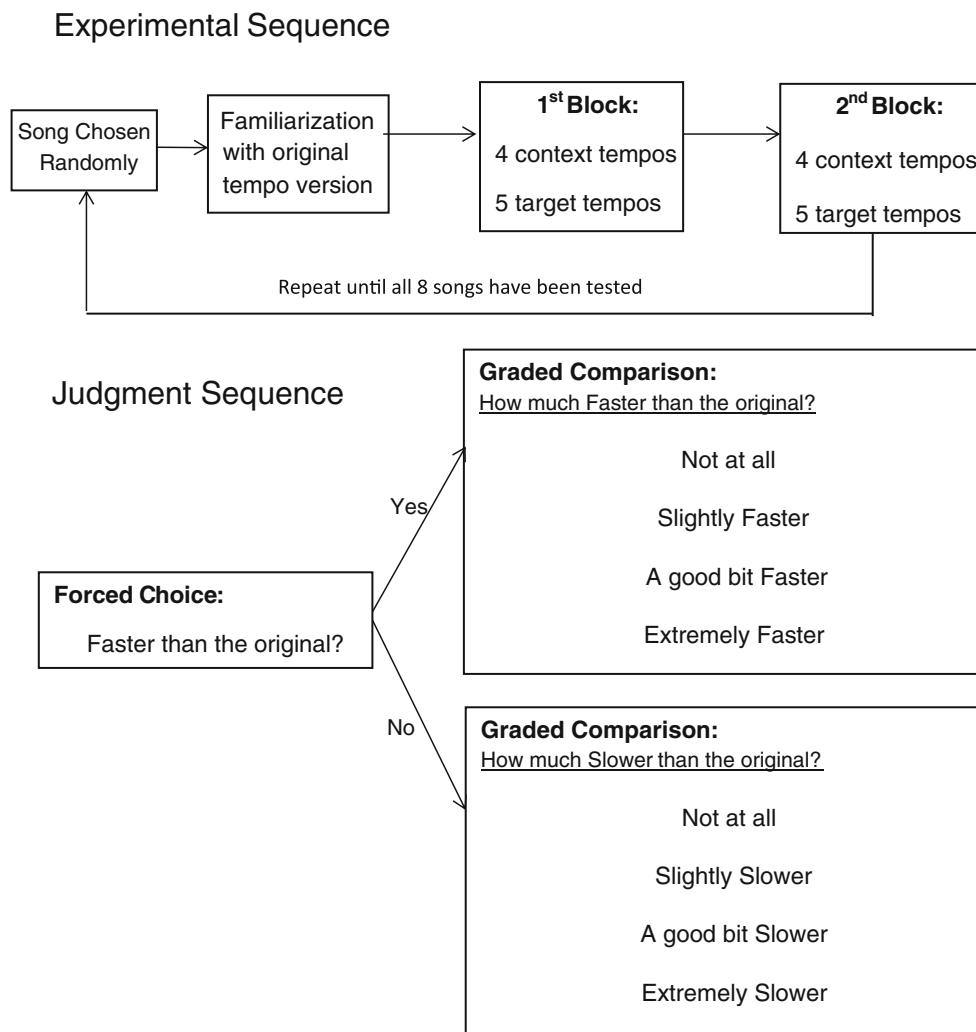 Experimental Sequence
Song Chosen
Randomly
Familiarization
with original
tempo version
1st Block:
4 context tempos
5 target tempos
2nd Block:
4 context tempos
5 target tempos
Repeat until all 8 songs have been tested
Judgment Sequence
Forced Choice:
Faster than the original?
Yes
Graded Comparison:
How much Faster than the original?
Not at all
Slightly Faster
A good bit Faster
Extremely Faster
No
Graded Comparison:
How much Slower than the original?
Not at all
Slightly Slower
A good bit Slower
Extremely Slower